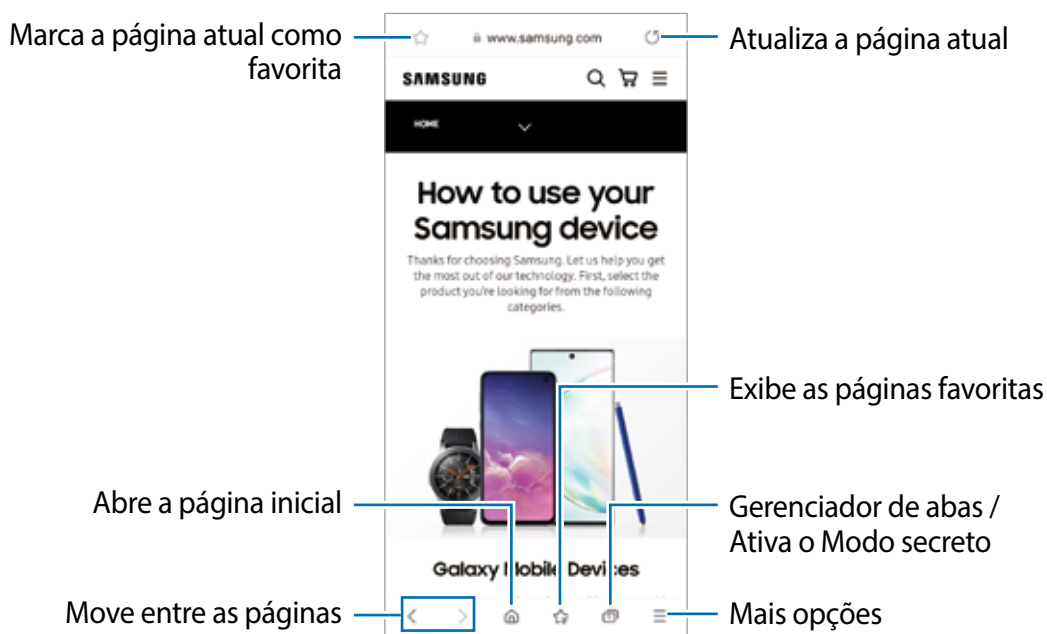 Marca a página atual como
favorita
www.samsung.com
Atualiza a página atual
SAMSUNG
HOME
How to use your
Samsung device
Thanks for choosing Samsung. Let us help you get
the most out of our technology. First, select the
product you're looking for from the following
categories.
Exibe as páginas favoritas
Abre a página inicial
Gerenciador de abas /
Ativa o Modo secreto
Galaxy Mobile Devices
Move entre as páginas
Mais opções